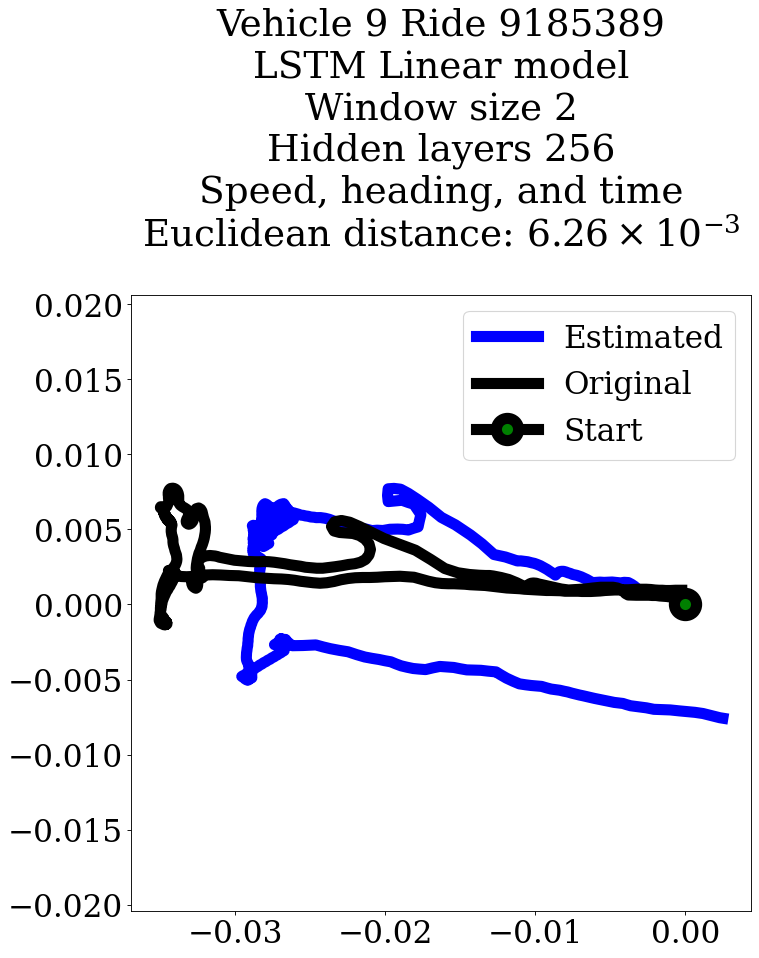 Vehicle 9 Ride 9185389
LSTM Linear model
Window size 2
Hidden layers 256
Speed, heading, and time
Euclidean distance: 6.26 × 10⁻³
Estimated
Original
Start
0.020
0.015
0.010
0.005
0.000
−0.005
−0.010
−0.015
−0.020
−0.03 −0.02 −0.01 0.00